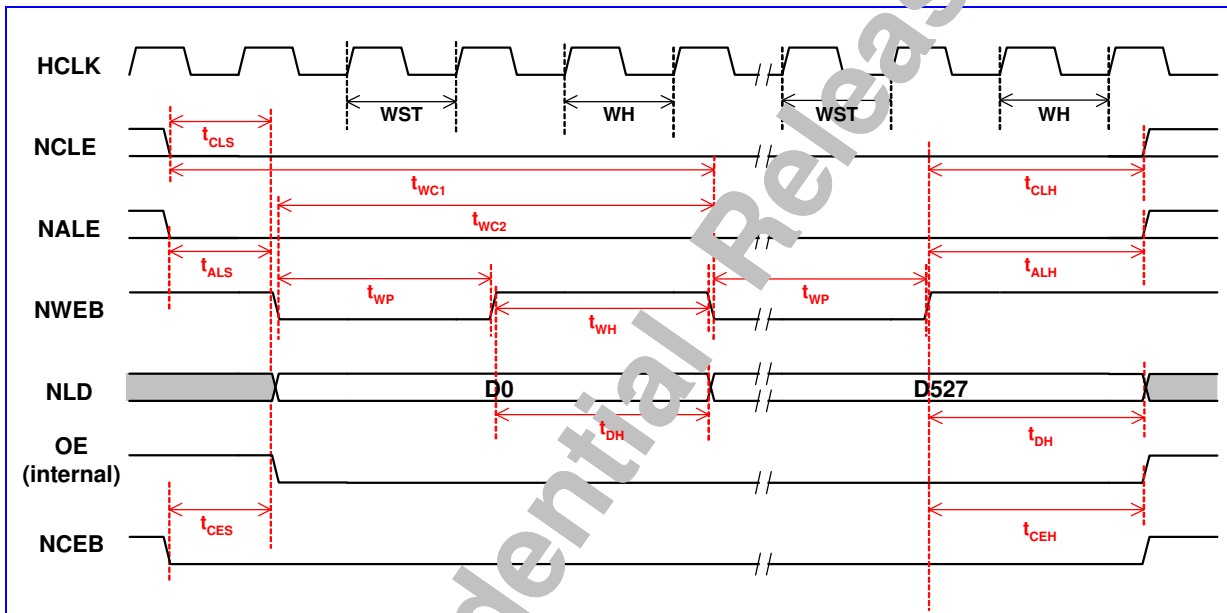 HCLK
WST WH WST WH
NCLE
tCLS
tWC1 tCLH
NALE
tWC2
tALS tALH
NWEB
tWP tWP
tWH
NLD
D0 D527
tDH tDH
OE
(internal)
tCES tCEH
NCEB
dential Release